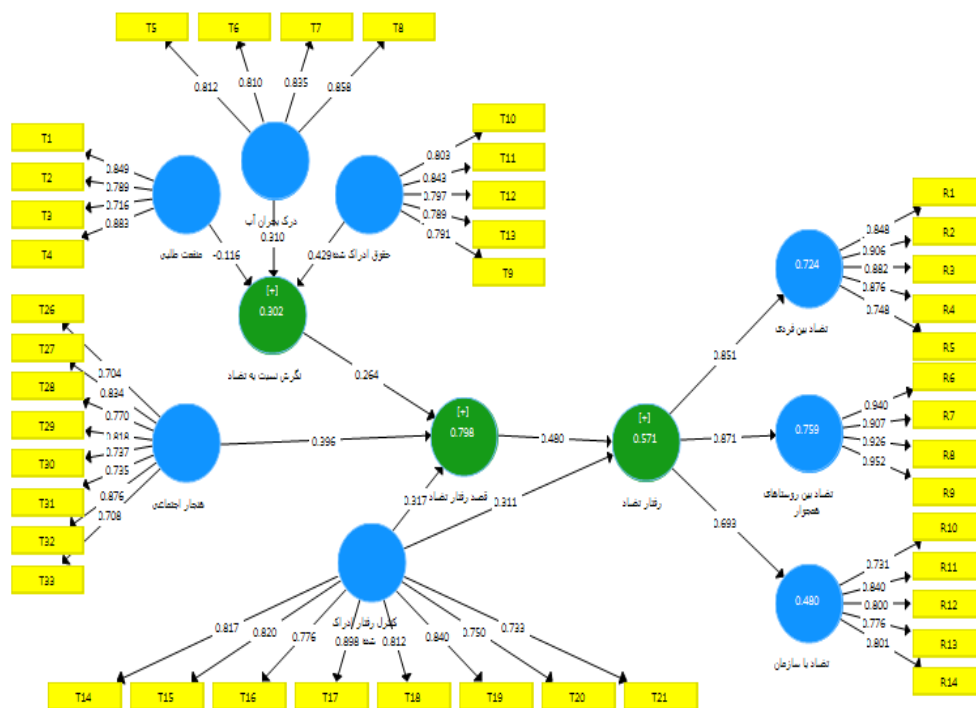 T5 T6 T7 T8
0.812 0.810 0.835 0.858
T1
T2
T3
T4
0.849
0.789
0.716
0.883
منفعت طلبی
-0.116
درک بحران آب
0.310
T10
T11
T12
T13
T9
0.803
0.843
0.797
0.789
0.791
حقوق ادراک شده
0.429
[+]
0.302
نگرش نسبت به تضاد
0.264
T26
T27
T28
T29
T30
T31
T32
T33
0.704
0.834
0.770
0.818
0.737
0.735
0.876
0.708
هنجار اجتماعی
0.396
[+]
0.798
قصد رفتار تضاد
0.480
0.317
0.311
[+]
0.571
رفتار تضاد
کنترل رفتار ادراک
شده
0.817 0.820 0.776 0.898 0.812 0.840 0.750 0.733
T14 T15 T16 T17 T18 T19 T20 T21
0.851
0.871
0.693
0.724
تضاد بین فردی
0.848
0.906
0.882
0.876
0.748
R1
R2
R3
R4
R5
0.759
تضاد بین روستاهای
همجوار
0.940
0.907
0.926
0.952
R6
R7
R8
R9
0.480
تضاد با سازمان
0.731
0.840
0.800
0.776
0.801
R10
R11
R12
R13
R14